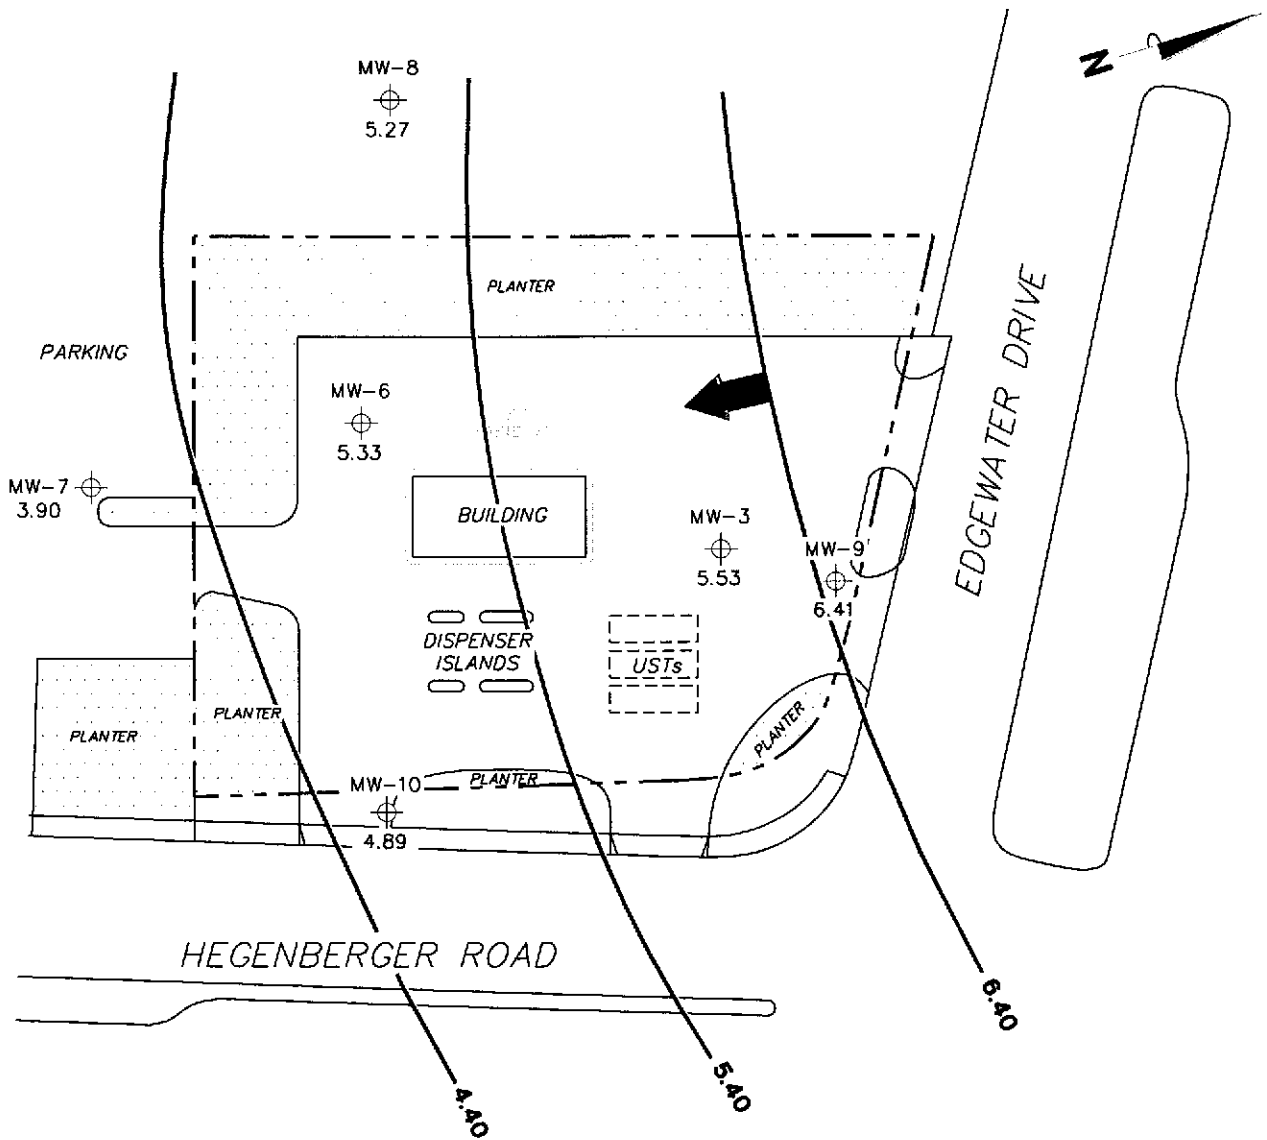 N
MW-8
5.27
PLANTER
EDGEWATER DRIVE
PARKING
MW-6
5.33
MW-7
3.90
BUILDING
MW-3
5.53
MW-9
6.41
DISPENSER
ISLANDS
USTs
PLANTER
PLANTER
PLANTER
MW-10
4.89
PLANTER
HEGENBERGER ROAD
6.40
5.40
4.40